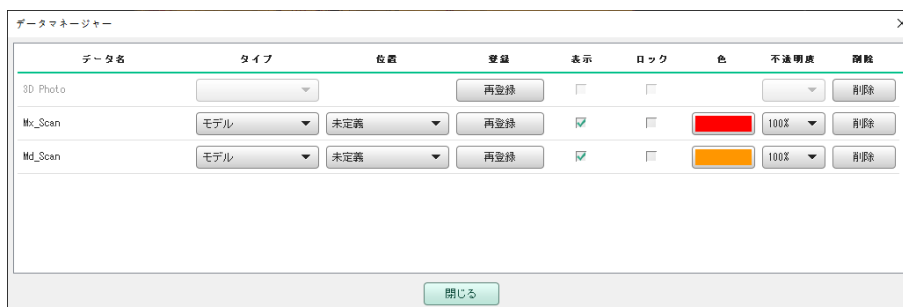 データマネージャー
データ名 タイプ 位置 登録 表示 ロック 色 不透明度 削除
3D Photo 再登録 削除
Mx_Scan モデル 未定義 再登録 100% 削除
Md_Scan モデル 未定義 再登録 100% 削除
閉じる